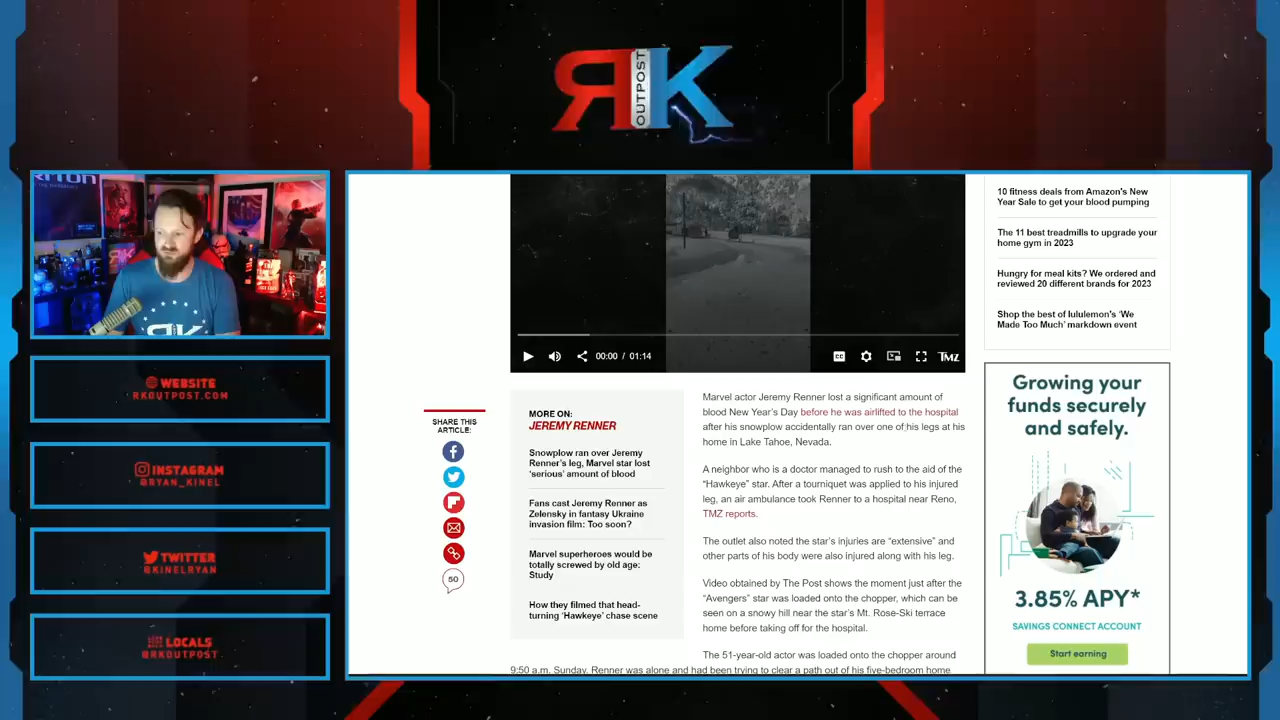 RK
OUTPOST
RK
WEBSITE
RKOUTPOST.COM
INSTAGRAM
@RYAN_KINEL
TWITTER
@KINELRYAN
LOCALS
@RKOUTPOST
00:00 / 01:14
CC
TMZ
SHARE THIS
ARTICLE:
50
MORE ON:
JEREMY RENNER
Snowplow ran over Jeremy
Renner's leg, Marvel star lost
'serious' amount of blood
Fans cast Jeremy Renner as
Zelensky in fantasy Ukraine
invasion film: Too soon?
Marvel superheroes would be
totally screwed by old age:
Study
How they filmed that head-
turning 'Hawkeye' chase scene
Marvel actor Jeremy Renner lost a significant amount of
blood New Year's Day before he was airlifted to the hospital
after his snowplow accidentally ran over one of his legs at his
home in Lake Tahoe, Nevada.
A neighbor who is a doctor managed to rush to the aid of the
"Hawkeye" star. After a tourniquet was applied to his injured
leg, an air ambulance took Renner to a hospital near Reno,
TMZ reports.
The outlet also noted the star's injuries are "extensive" and
other parts of his body were also injured along with his leg.
Video obtained by The Post shows the moment just after the
"Avengers" star was loaded onto the chopper, which can be
seen on a snowy hill near the star's Mt. Rose-Ski terrace
home before taking off for the hospital.
The 51-year-old actor was loaded onto the chopper around
9:50 a.m. Sunday. Renner was alone and had been trying to clear a path out of his five-bedroom home
10 fitness deals from Amazon's New
Year Sale to get your blood pumping
The 11 best treadmills to upgrade your
home gym in 2023
Hungry for meal kits? We ordered and
reviewed 20 different brands for 2023
Shop the best of lululemon's 'We
Made Too Much' markdown event
Growing your
funds securely
and safely.
3.85% APY*
SAVINGS CONNECT ACCOUNT
Start earning